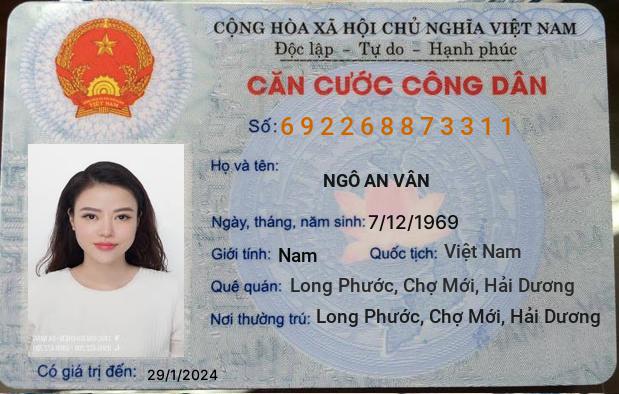 CỘNG HÒA XÃ HỘI CHỦ NGHĨA VIỆT NAM
Độc lập - Tự do - Hạnh phúc
CĂN CƯỚC CÔNG DÂN
Số: 692268873311
Họ và tên:
NGÔ AN VÂN
Ngày, tháng, năm sinh: 7/12/1969
Giới tính: Nam Quốc tịch: Việt Nam
Quê quán: Long Phước, Chợ Mới, Hải Dương
Nơi thường trú: Long Phước, Chợ Mới, Hải Dương
Có giá trị đến: 29/1/2024
VIỆT NAM